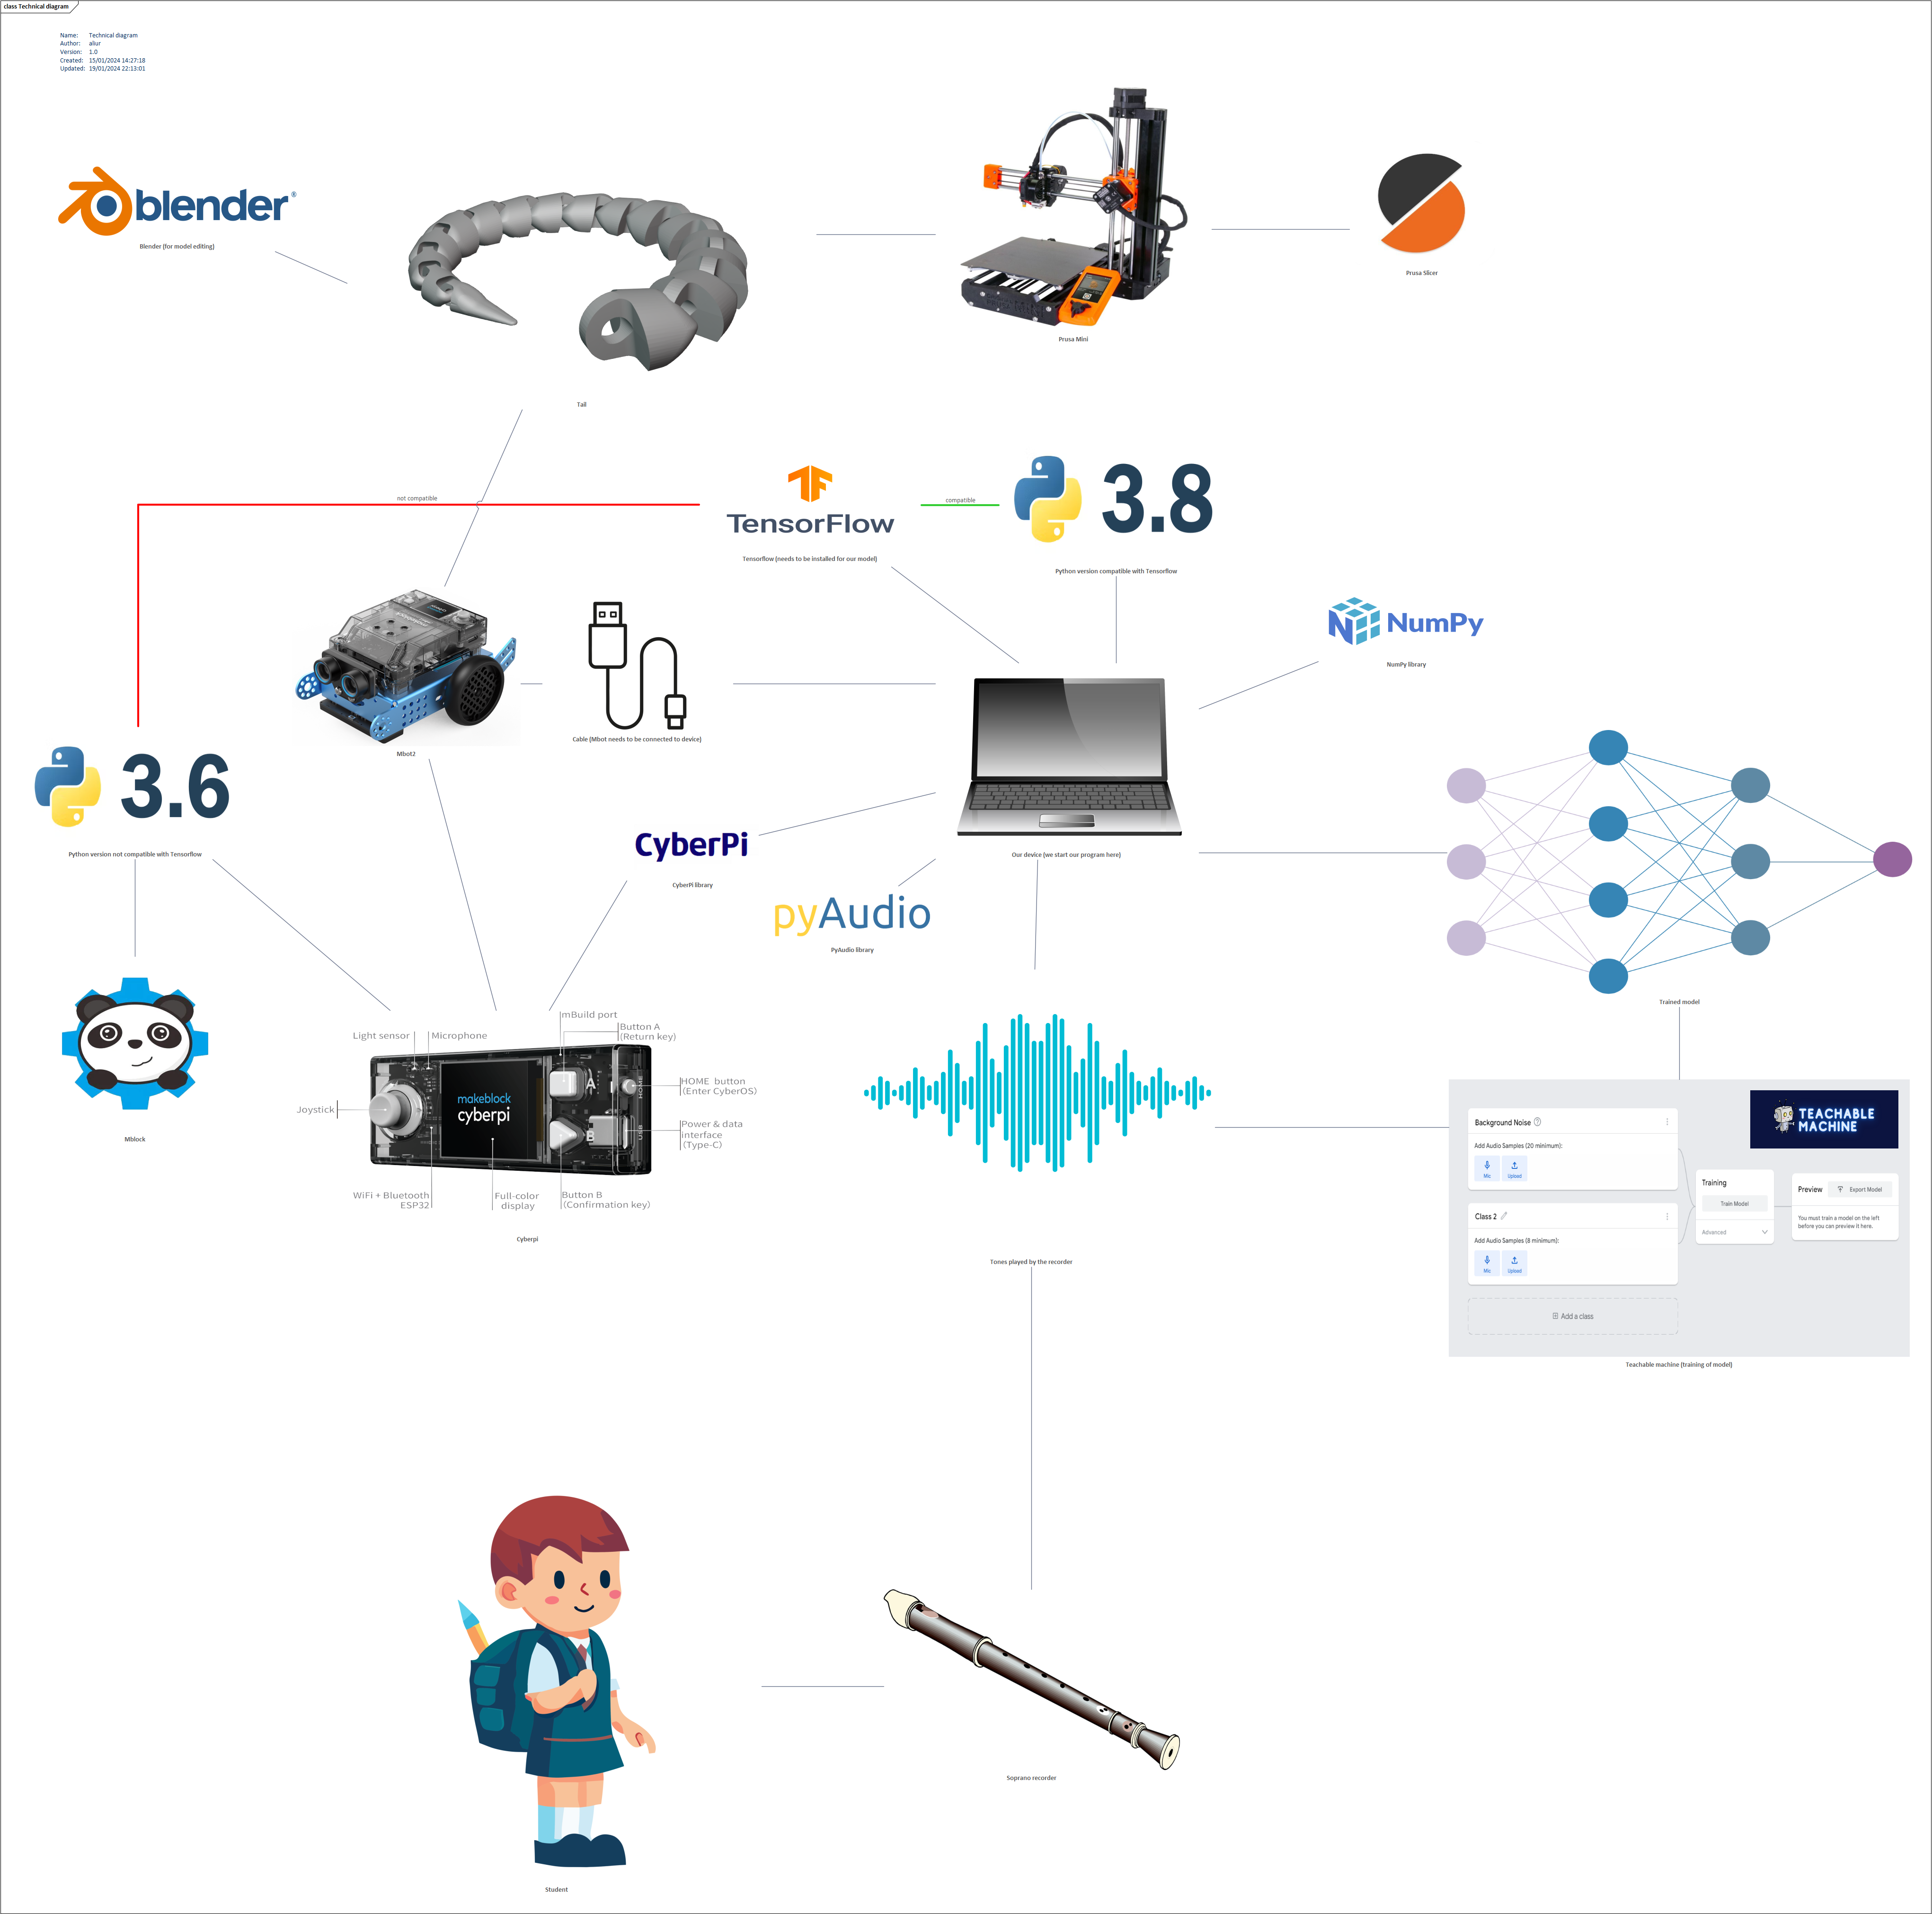 class Technical diagram
Name: Technical diagram
Author: allur
Version: 1.0
Created: 15/01/2024 14:27:18
Updated: 19/01/2024 22:13:01
blender®
Blender (for model editing)
Tail
Prusa Mini
Prusa Slicer
not compatible
TensorFlow
Tensorflow (needs to be installed for our model)
compatible
3.8
Python version compatible with Tensorflow
NumPy
NumPy library
Mbot2
Cable (Mbot needs to be connected to device)
3.6
Python version not compatible with Tensorflow
CyberPi
CyberPi library
Our device (we start our program here)
pyAudio
PyAudio library
Trained model
Mblock
mBuild port
Light sensor
Microphone
Button A
(Return key)
HOME button
(Enter CyberOS)
Joystick
makeblock
cyberpi
A
B
HOME
USB
Power & data
interface
(Type-C)
WiFi + Bluetooth
ESP32
Full-color
display
Button B
(Confirmation key)
Cyberpi
Tones played by the recorder
TEACHABLE
MACHINE
Background Noise
Add Audio Samples (20 minimum):
Mic
Upload
Class 2
Add Audio Samples (8 minimum):
Mic
Upload
Add a class
Training
Train Model
Advanced
Preview
Export Model
You must train a model on the left
before you can preview it here.
Teachable machine (training of model)
Soprano recorder
Student